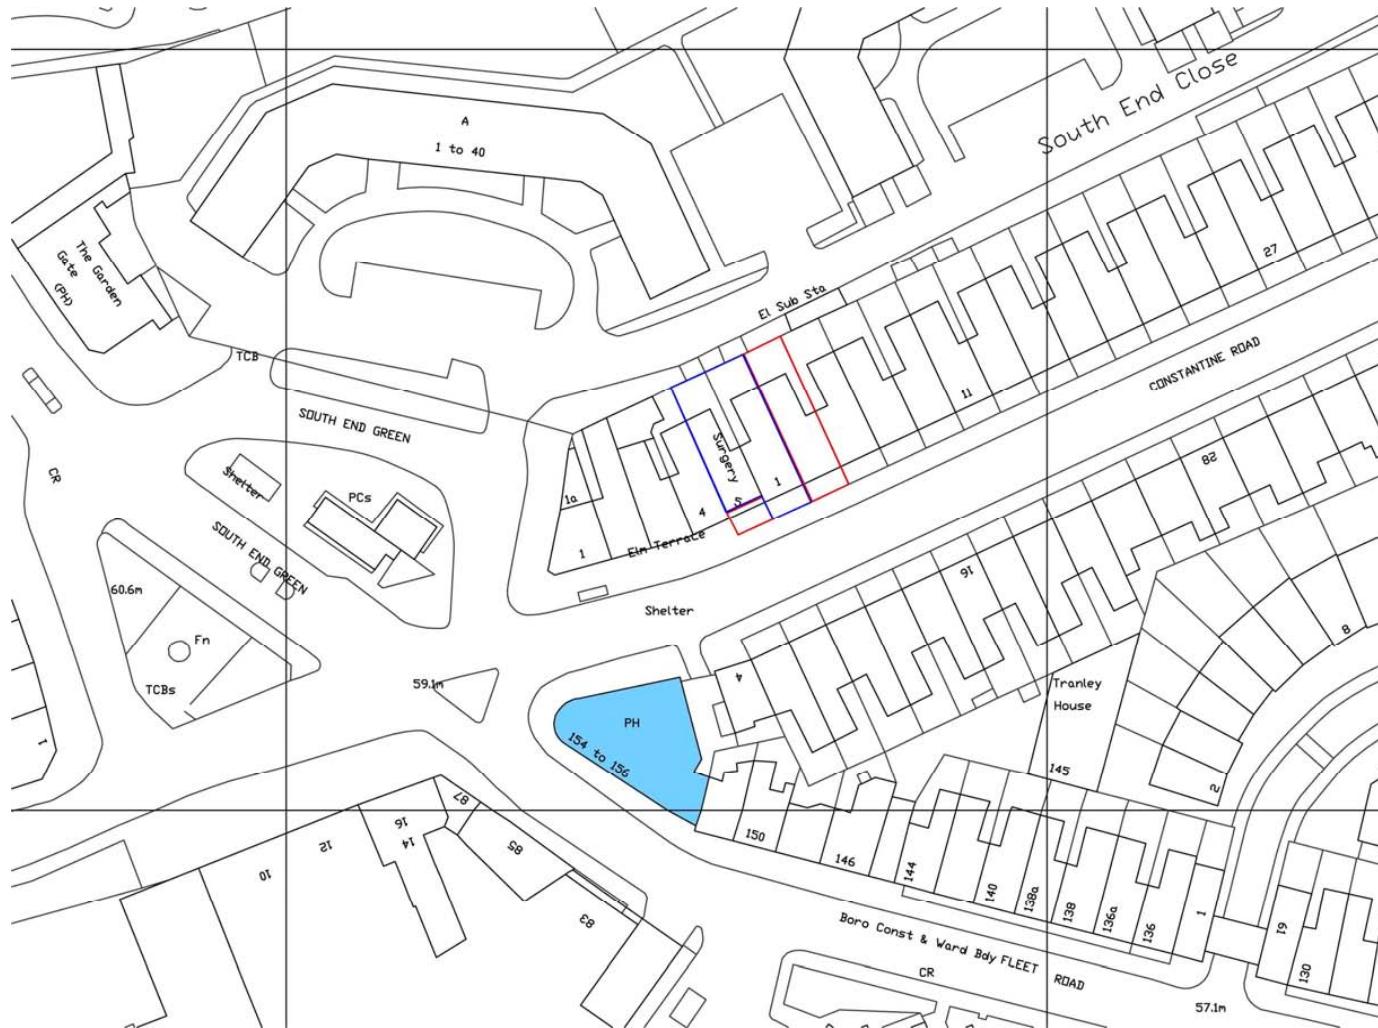 A
1 to 40
South End Close
The Garden
Gate
(PH)
27
El Sub Sta
TCB
CONSTANTINE ROAD
11
SOUTH END GREEN
CR
Shelter
PCs
Surgery
1a
1
5
4
28
1
Elm Terrace
SOUTH END GREEN
60.6m
16
Shelter
Fn
8
TCBs
59.1m
4
Tranley
House
PH
154 to 156
1
145
2
87
16
14
12
10
85
150
146
144
140
138a
138
136a
136
1
83
19
130
Boro Const & Ward Bdy FLEET ROAD
CR
57.1m